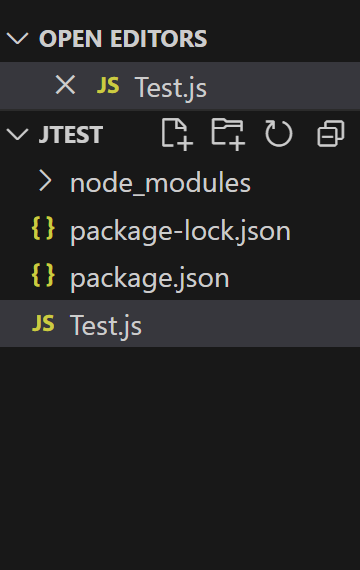 OPEN EDITORS
JS Test.js
JTEST
node_modules
{} package-lock.json
{} package.json
JS Test.js